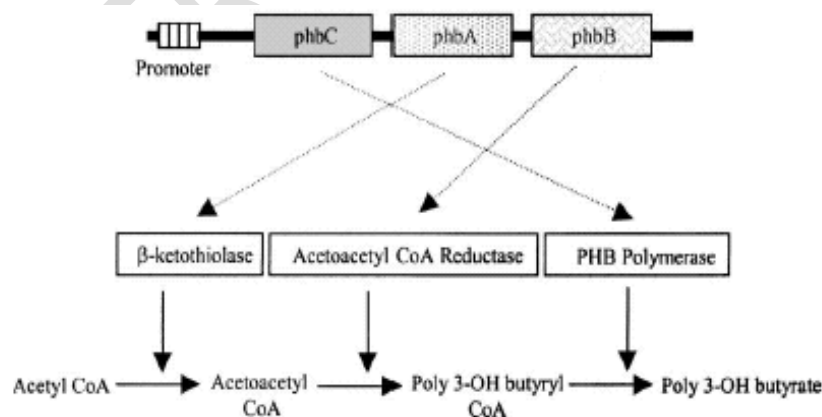 phbC phbA phbB
Promoter
β-ketothiolase Acetoacetyl CoA Reductase PHB Polymerase
Acetyl CoA Acetoacetyl CoA Poly 3-OH butyryl CoA Poly 3-OH butyrate